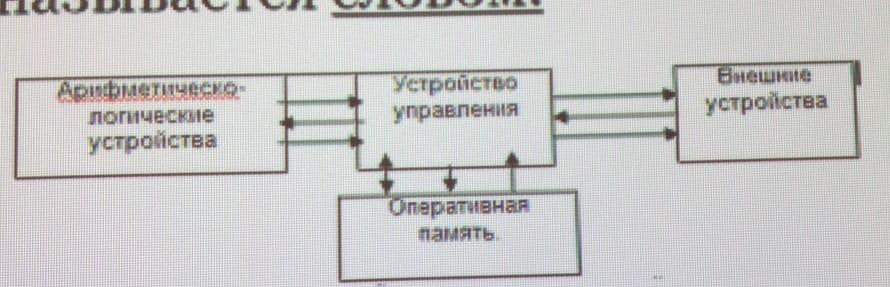 называется словом.
Арифметическо-
логические
устройства
Устройство
управления
Внешние
устройства
Оперативная
память.